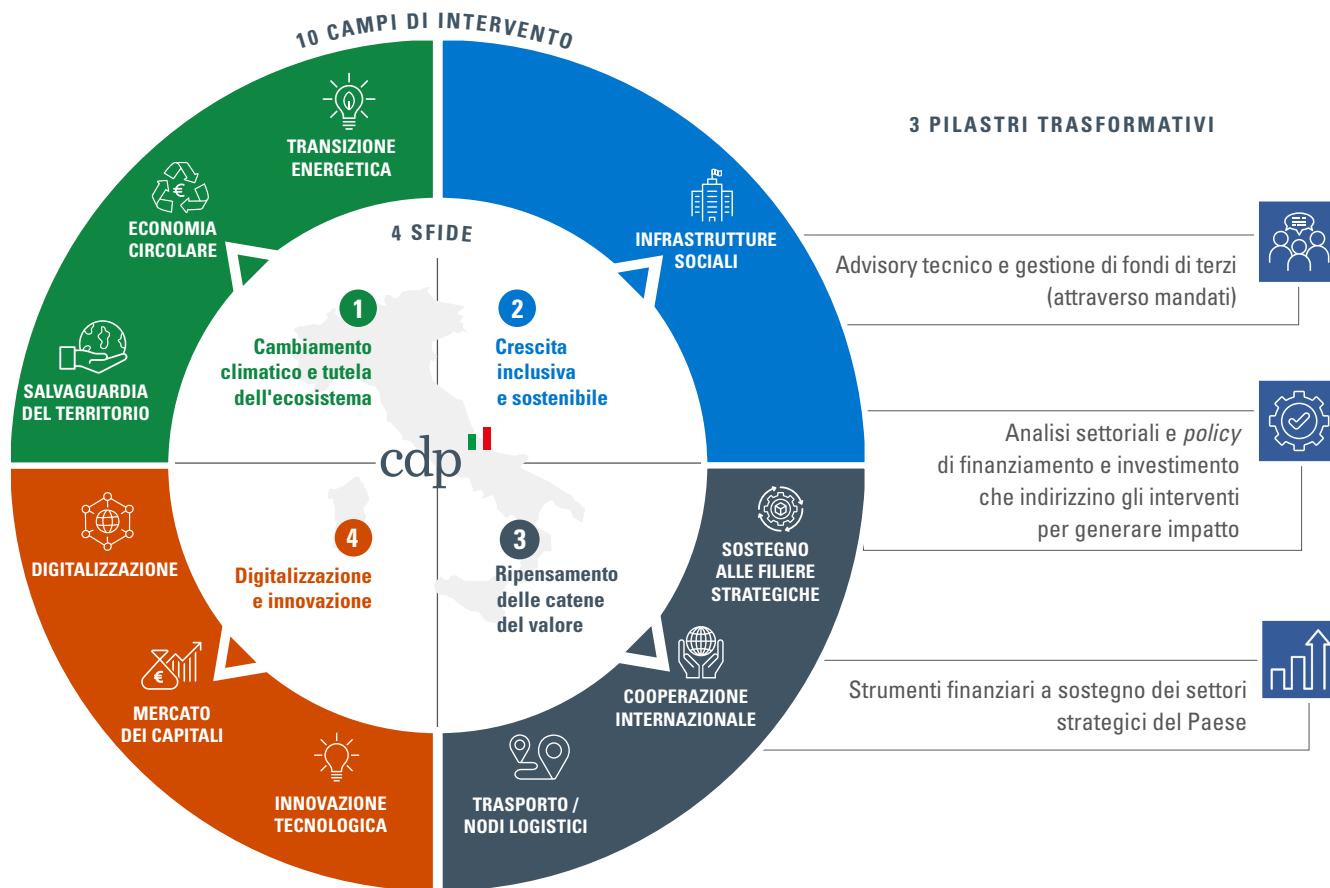 10 CAMPI DI INTERVENTO
TRANSIZIONE
ENERGETICA
ECONOMIA
CIRCOLARE
SALVAGUARDIA
DEL TERRITORIO
INFRASTRUTTURE
SOCIALI
4 SFIDE
1
Cambiamento
climatico e tutela
dell'ecosistema
2
Crescita
inclusiva
e sostenibile
cdp
4
Digitalizzazione
e innovazione
3
Ripensamento
delle catene
del valore
DIGITALIZZAZIONE
MERCATO
DEI CAPITALI
INNOVAZIONE
TECNOLOGICA
SOSTEGNO
ALLE FILIERE
STRATEGICHE
COOPERAZIONE
INTERNAZIONALE
TRASPORTO /
NODI LOGISTICI
3 PILASTRI TRASFORMATIVI
Advisory tecnico e gestione di fondi di terzi
(attraverso mandati)
Analisi settoriali e policy
di finanziamento e investimento
che indirizzino gli interventi
per generare impatto
Strumenti finanziari a sostegno dei settori
strategici del Paese